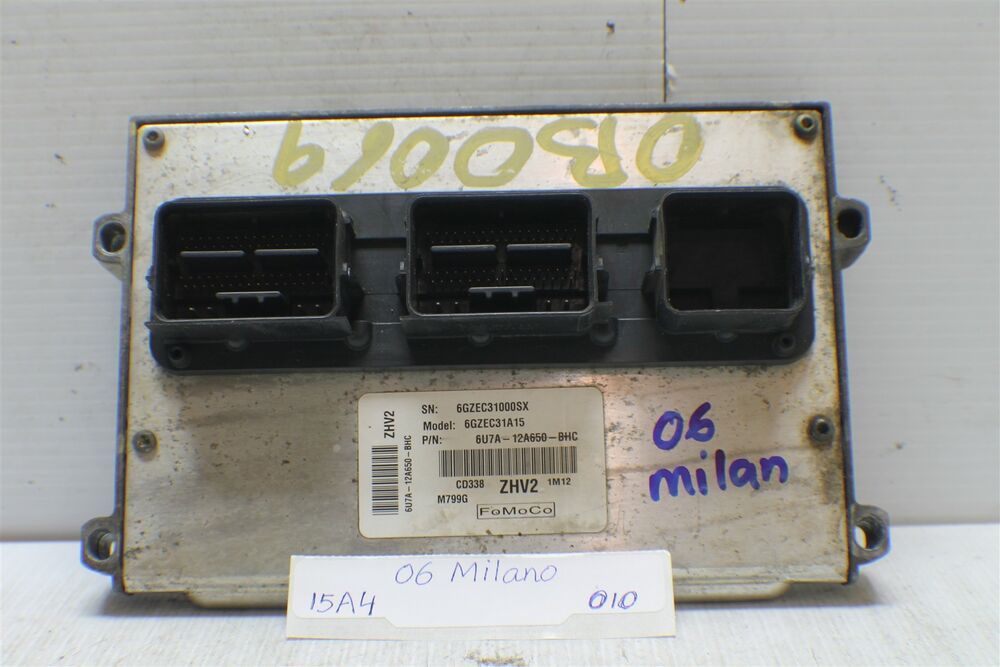 OB0069
ZHV2
6U7A-12A650-BHC
SN: 6GZEC31000SX
Model: 6GZEC31A15
P/N: 6U7A-12A650-BHC
CD338 ZHV2 1M12
M799G
FoMoCo
06
milan
06 Milano
15A4 010